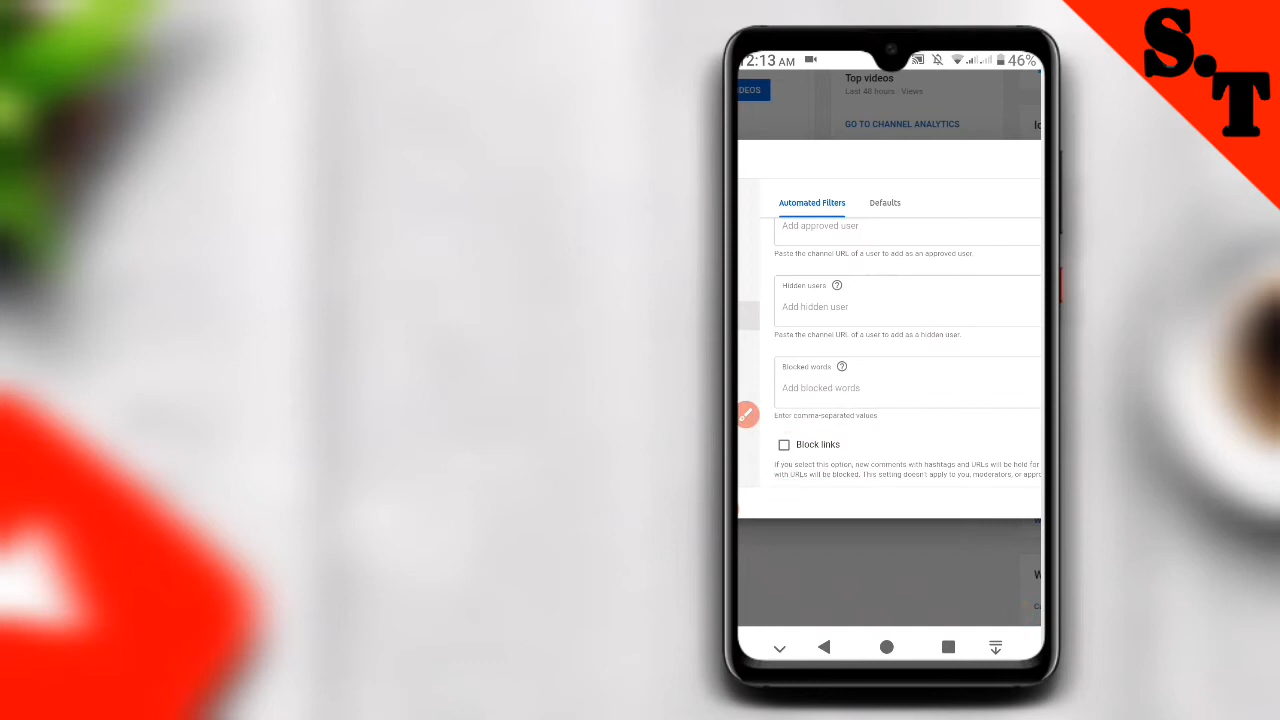 S.T
12:13 AM
46%
DEOS
Top videos
Last 48 hours · Views
GO TO CHANNEL ANALYTICS
Automated Filters
Defaults
Add approved user
Paste the channel URL of a user to add as an approved user.
Hidden users
Add hidden user
Paste the channel URL of a user to add as a hidden user.
Blocked words
Add blocked words
Enter comma-separated values
Block links
If you select this option, new comments with hashtags and URLs will be held for
with URLs will be blocked. This setting doesn't apply to you, moderators, or appro